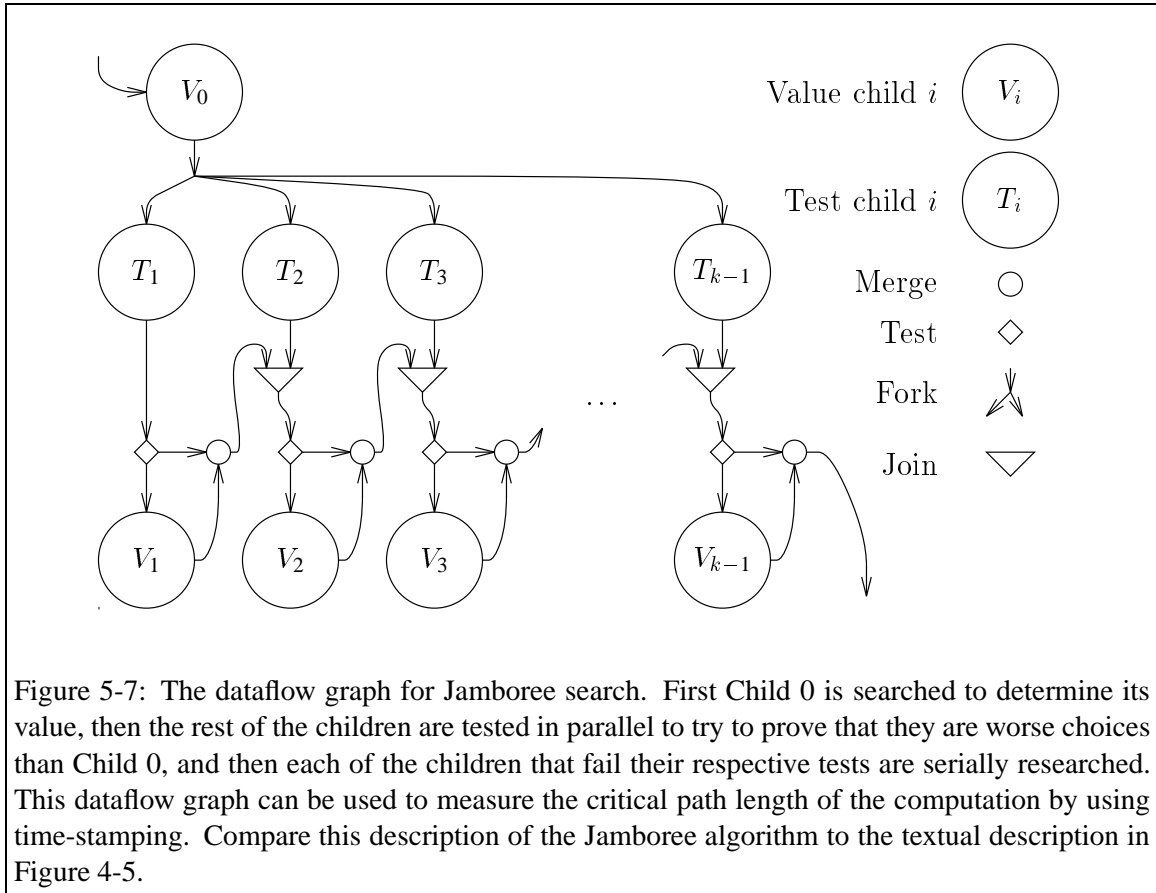 V0
Value child i
Vi
Test child i
Ti
T1
T2
T3
Tk−1
Merge
Test
Fork
Join
...
V1
V2
V3
Vk−1
Figure 5-7: The dataflow graph for Jamboree search. First Child 0 is searched to determine its
value, then the rest of the children are tested in parallel to try to prove that they are worse choices
than Child 0, and then each of the children that fail their respective tests are serially researched.
This dataflow graph can be used to measure the critical path length of the computation by using
time-stamping. Compare this description of the Jamboree algorithm to the textual description in
Figure 4-5.